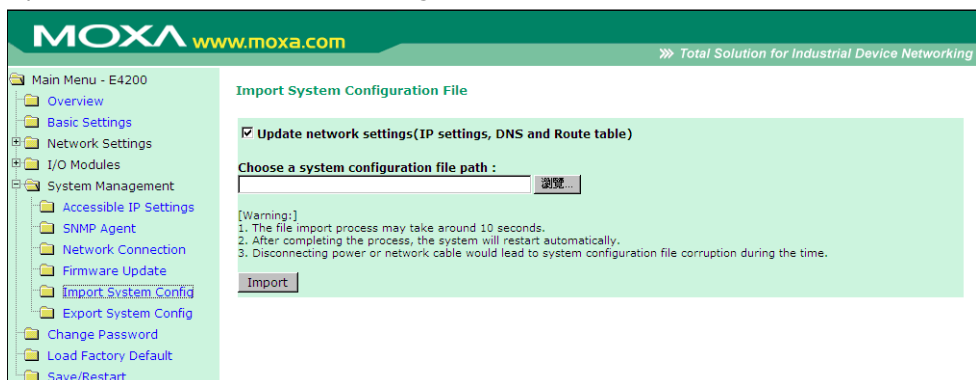 MOXA www.moxa.com
Total Solution for Industrial Device Networking
Main Menu - E4200
Overview
Basic Settings
Network Settings
I/O Modules
System Management
Accessible IP Settings
SNMP Agent
Network Connection
Firmware Update
Import System Config
Export System Config
Change Password
Load Factory Default
Save/Restart
Import System Configuration File
Update network settings(IP settings, DNS and Route table)
Choose a system configuration file path :
瀏覽...
[Warning:]
1. The file import process may take around 10 seconds.
2. After completing the process, the system will restart automatically.
3. Disconnecting power or network cable would lead to system configuration file corruption during the time.
Import